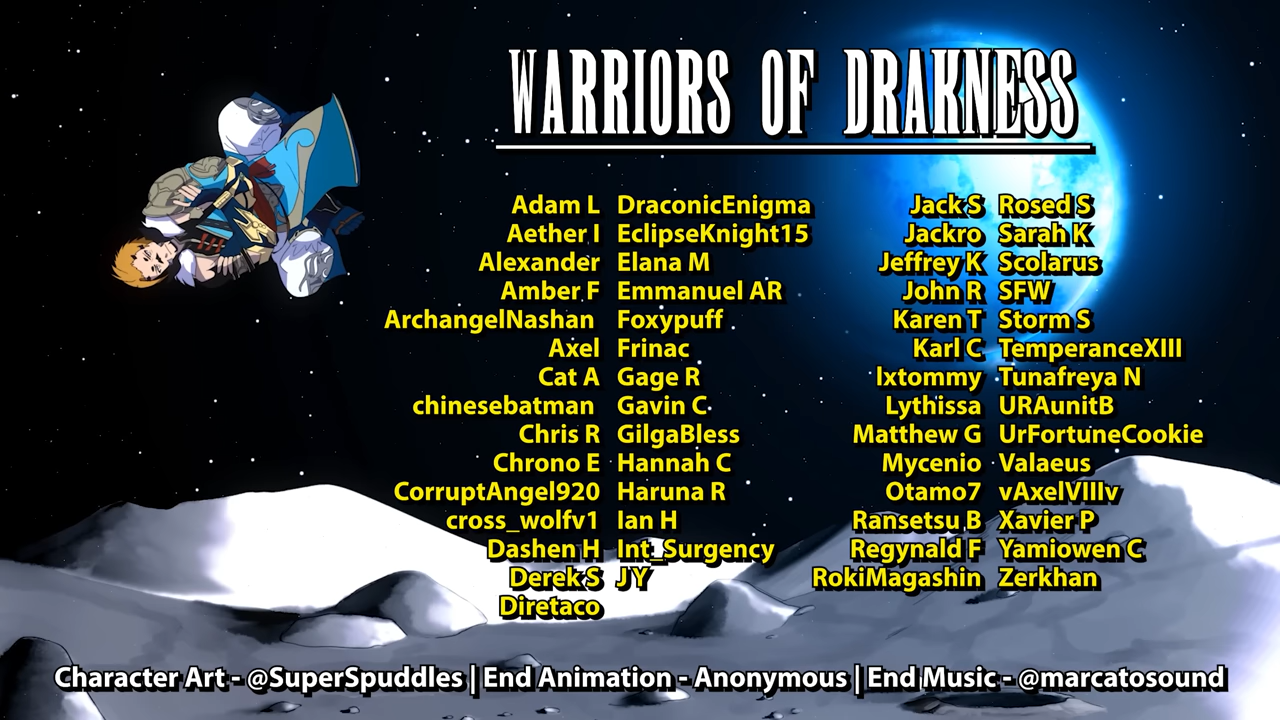 WARRIORS OF DRAKNESS
Adam L
Aether I
Alexander
Amber F
ArchangelNashan
Axel
Cat A
chinesebatman
Chris R
Chrono E
CorruptAngel920
cross_wolfv1
Dashen H
Derek S
Diretaco
DraconicEnigma
EclipseKnight15
Elana M
Emmanuel AR
Foxypuff
Frinac
Gage R
Gavin C
GilgaBless
Hannah C
Haruna R
Ian H
Int_Surgency
J Y
Jack S
Jackro
Jeffrey K
John R
Karen T
Karl C
lxtommy
Lythissa
Matthew G
Mycenio
Otamo7
Ransetsu B
Regynald F
RokiMagashin
Rosed S
Sarah K
Scolarus
SFW
Storm S
TemperanceXIII
Tunafreya N
URAunitB
UrFortuneCookie
Valaeus
vAxelVIIIv
Xavier P
Yamiowen C
Zerkhan
Character Art - @SuperSpuddles | End Animation - Anonymous | End Music - @marcatosound